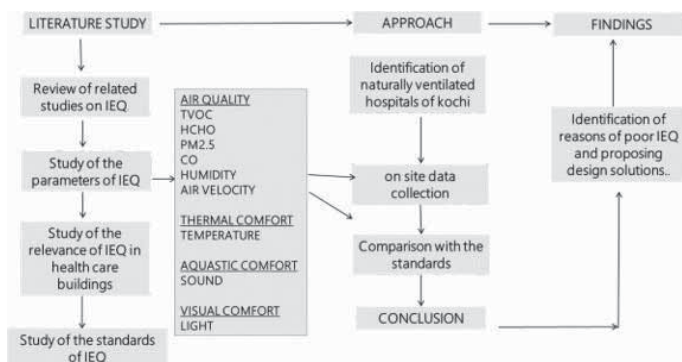 LITERATURE STUDY
Review of related
studies on IEQ
Study of the
parameters of IEQ
Study of the
relevance of IEQ in
health care
buildings
Study of the standards
of IEQ
AIR QUALITY
TVOC
HCHO
PM2.5
CO
HUMIDITY
AIR VELOCITY
THERMAL COMFORT
TEMPERATURE
AQUASTIC COMFORT
SOUND
VISUAL COMFORT
LIGHT
APPROACH
Identification of
naturally ventilated
hospitals of kochi
on site data
collection
Comparison with the
standards
CONCLUSION
FINDINGS
Identification of
reasons of poor IEQ
and proposing
design solutions..